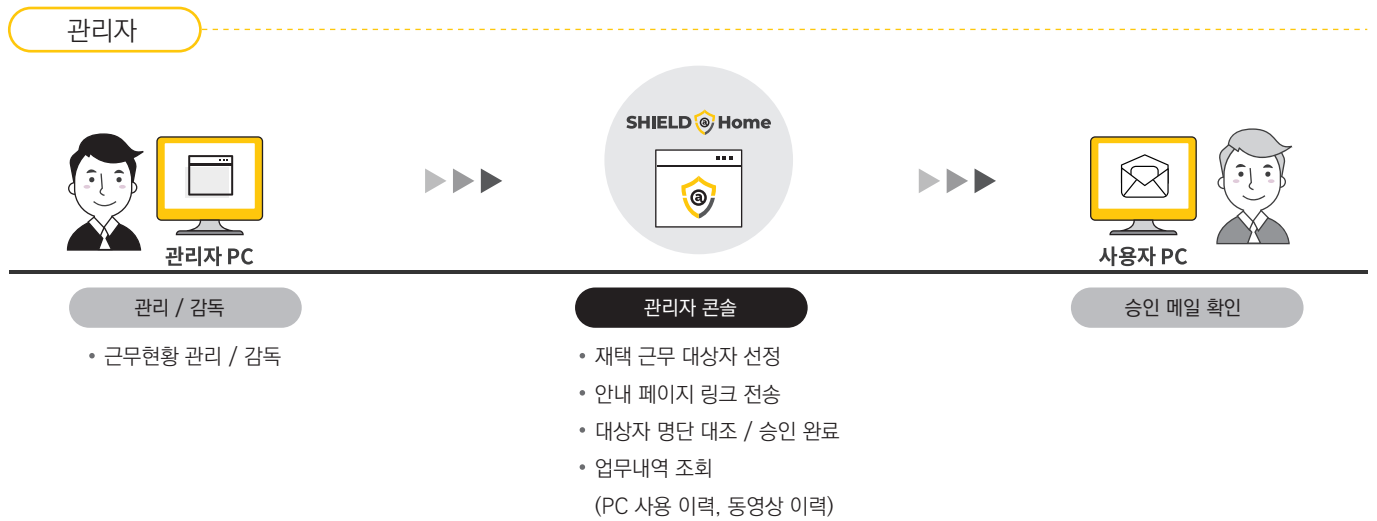 관리자
SHIELD @ Home
@
관리자 PC
사용자 PC
관리 / 감독
관리자 콘솔
승인 메일 확인
• 근무현황 관리 / 감독
• 재택 근무 대상자 선정
• 안내 페이지 링크 전송
• 대상자 명단 대조 / 승인 완료
• 업무내역 조회
(PC 사용 이력, 동영상 이력)